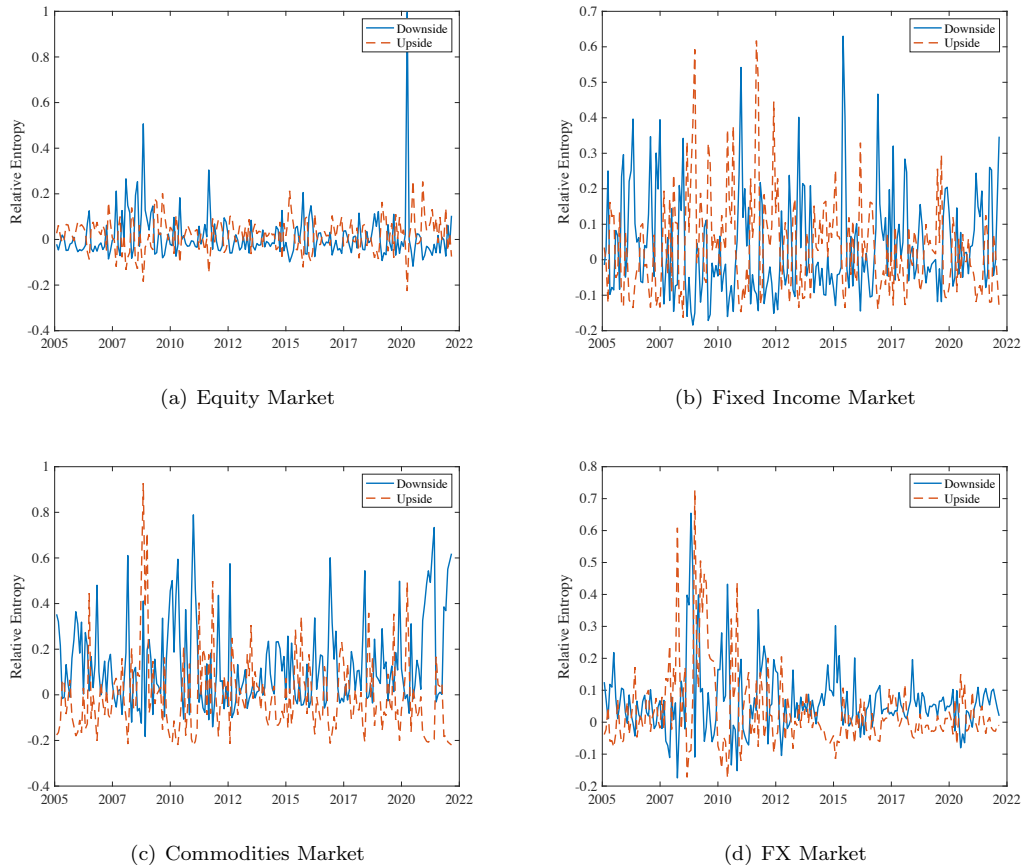 1
0.8
0.6
0.4
0.2
0
-0.2
-0.4
Relative Entropy
Downside
Upside
2005 2007 2010 2012 2015 2017 2020 2022
(a) Equity Market
0.7
0.6
0.5
0.4
0.3
0.2
0.1
0
-0.1
-0.2
Relative Entropy
Downside
Upside
2005 2007 2010 2012 2015 2017 2020 2022
(b) Fixed Income Market
1
0.8
0.6
0.4
0.2
0
-0.2
-0.4
Relative Entropy
Downside
Upside
2005 2007 2010 2012 2015 2017 2020 2022
(c) Commodities Market
0.8
0.7
0.6
0.5
0.4
0.3
0.2
0.1
0
-0.1
-0.2
Relative Entropy
Downside
Upside
2005 2007 2010 2012 2015 2017 2020 2022
(d) FX Market